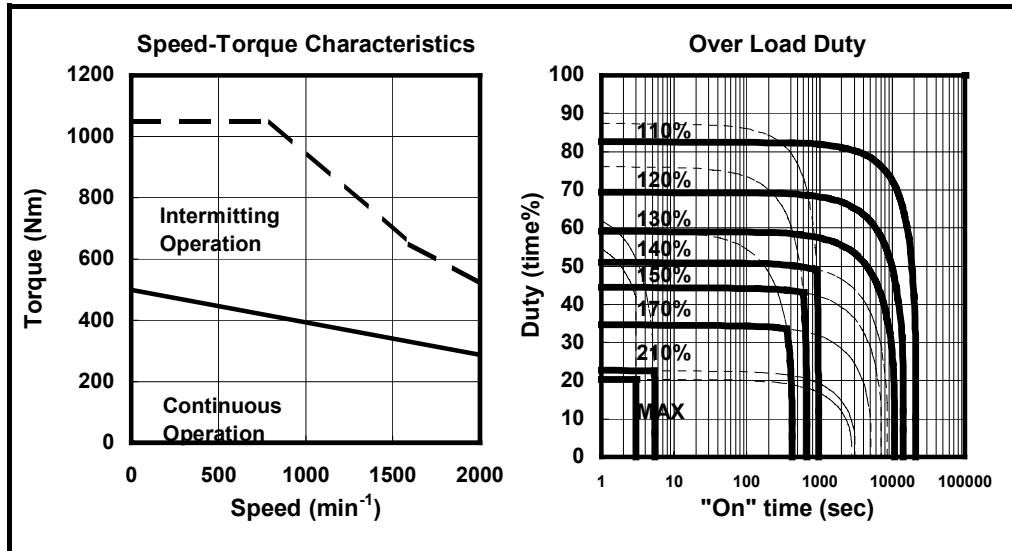 Speed-Torque Characteristics
1200
1000
800
600
400
200
0
Torque (Nm)
Intermitting
Operation
Continuous
Operation
0 500 1000 1500 2000
Speed (min-1)
Over Load Duty
100
90
80
70
60
50
40
30
20
10
0
Duty (time%)
110%
120%
130%
140%
150%
170%
210%
MAX
1 10 100 1000 10000 100000
"On" time (sec)